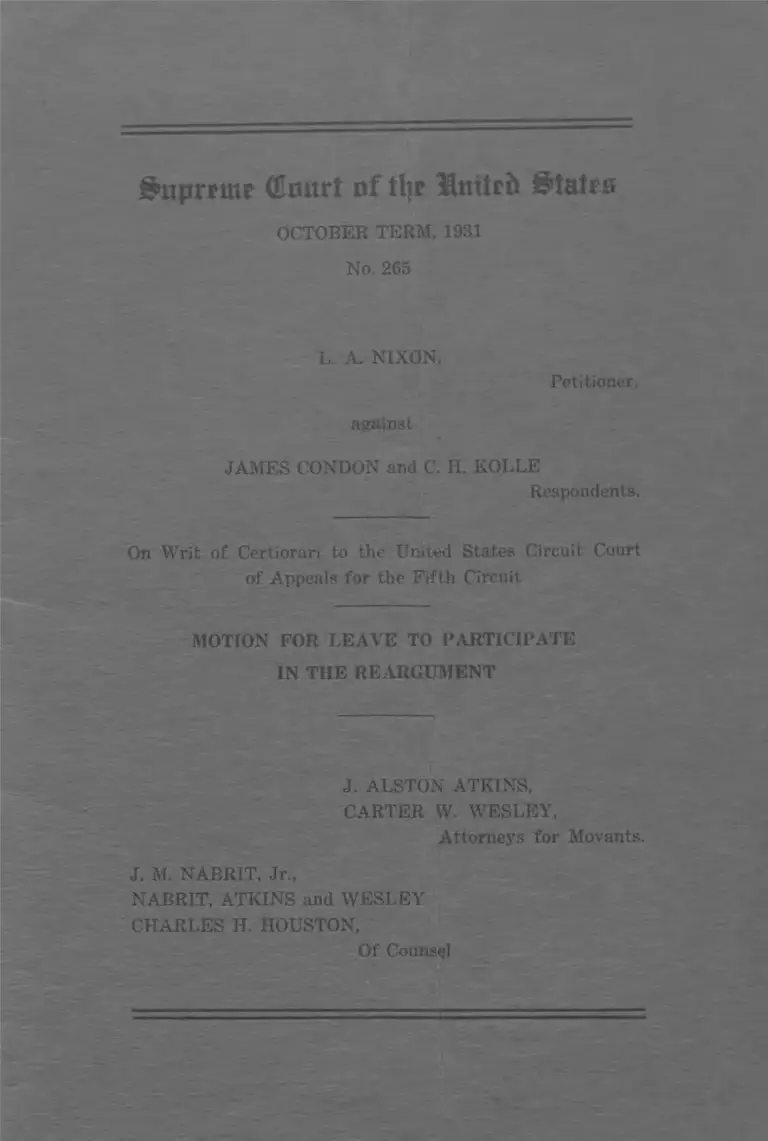 Supreme Court of the United States
OCTOBER TERM, 1931
No. 265
L. A. NIXON,
Petitioner,
against
JAMES CONDON and C. H. KOLLE
Respondents.
On Writ of Certiorari to the United States Circuit Court
of Appeals for the Fifth Circuit
MOTION FOR LEAVE TO PARTICIPATE
IN THE REARGUMENT
J. ALSTON ATKINS,
CARTER W. WESLEY,
Attorneys for Movants.
J. M. NABRIT, Jr.,
NABRIT, ATKINS and WESLEY
CHARLES H. HOUSTON,
Of Counsel